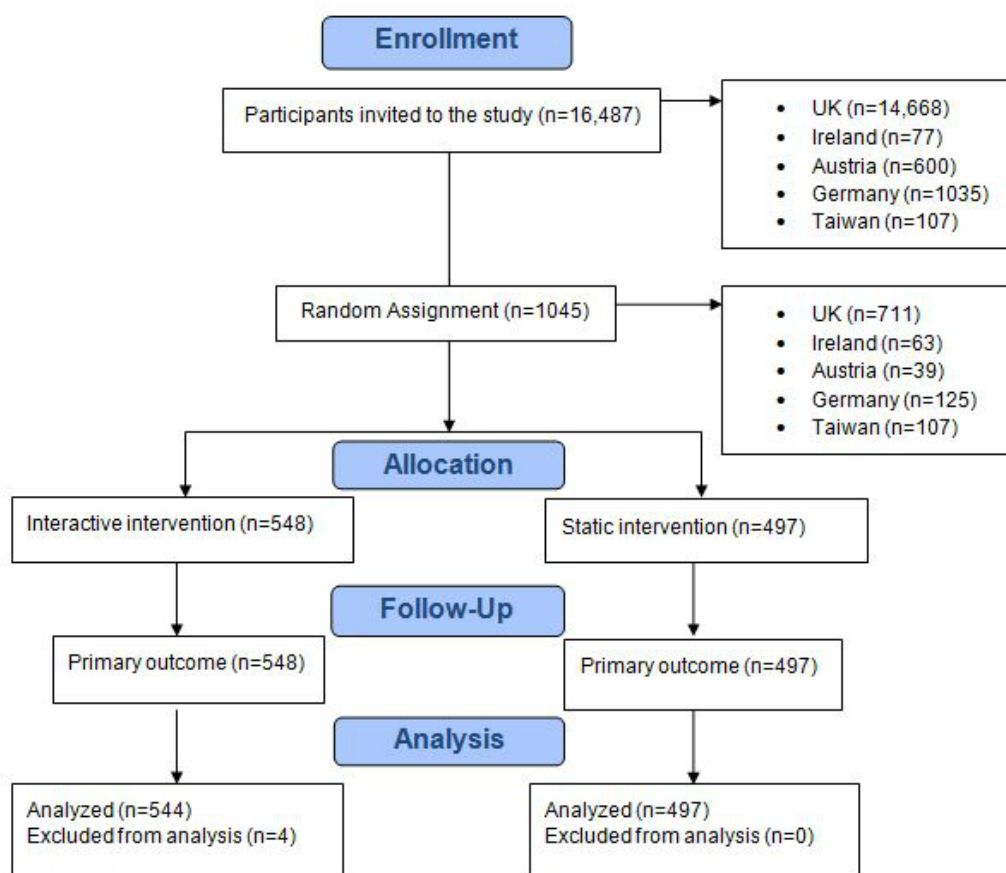 Enrollment
Participants invited to the study (n=16,487)
• UK (n=14,668)
• Ireland (n=77)
• Austria (n=600)
• Germany (n=1035)
• Taiwan (n=107)
Random Assignment (n=1045)
• UK (n=711)
• Ireland (n=63)
• Austria (n=39)
• Germany (n=125)
• Taiwan (n=107)
Allocation
Interactive intervention (n=548)
Static intervention (n=497)
Follow-Up
Primary outcome (n=548)
Primary outcome (n=497)
Analysis
Analyzed (n=544)
Excluded from analysis (n=4)
Analyzed (n=497)
Excluded from analysis (n=0)